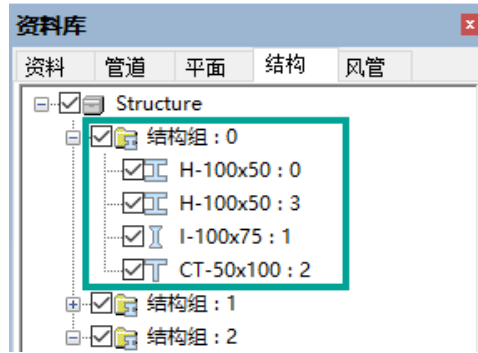 资料库
资料 管道 平面 结构 风管
Structure
结构组 : 0
H-100x50 : 0
H-100x50 : 3
I-100x75 : 1
CT-50x100 : 2
结构组 : 1
结构组 : 2